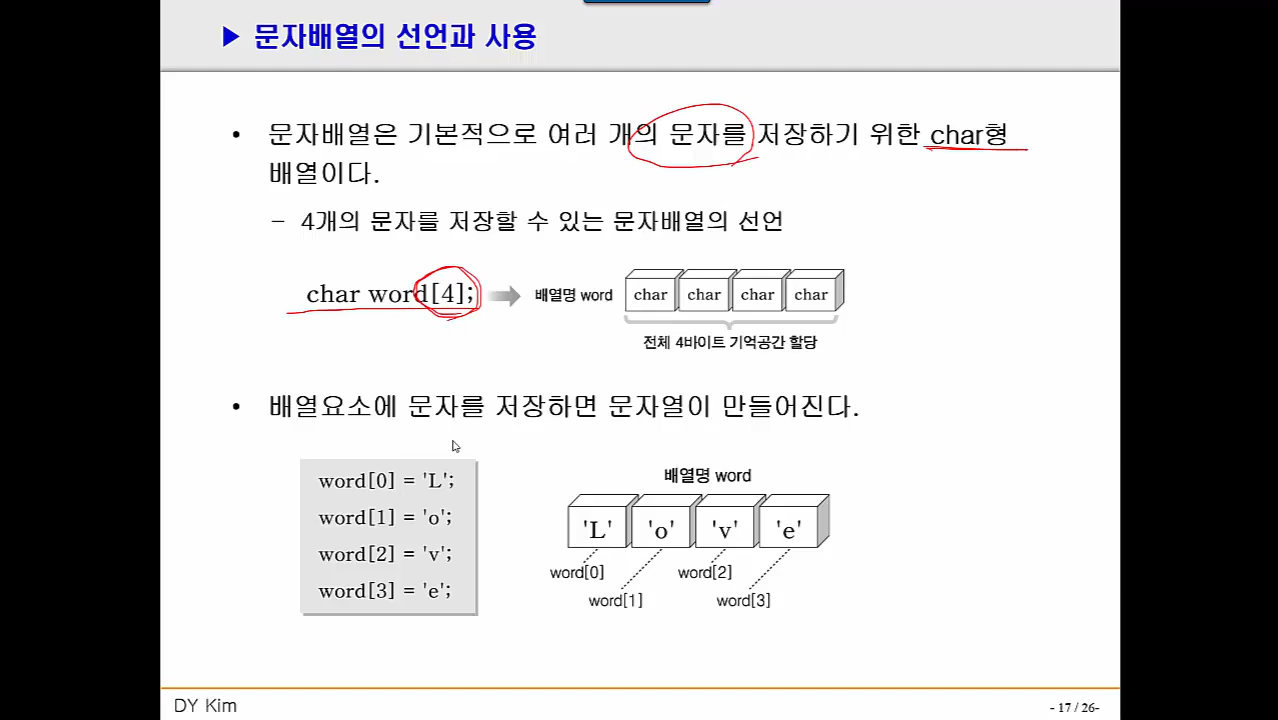 ▶ 문자배열의 선언과 사용
• 문자배열은 기본적으로 여러 개의 문자를 저장하기 위한 char형
배열이다.
– 4개의 문자를 저장할 수 있는 문자배열의 선언
char word[4];
배열명 word
char char char char
전체 4바이트 기억공간 할당
• 배열요소에 문자를 저장하면 문자열이 만들어진다.
word[0] = 'L';
word[1] = 'o';
word[2] = 'v';
word[3] = 'e';
배열명 word
'L' 'o' 'v' 'e'
word[0] word[2]
word[1] word[3]
DY Kim
- 17 / 26-